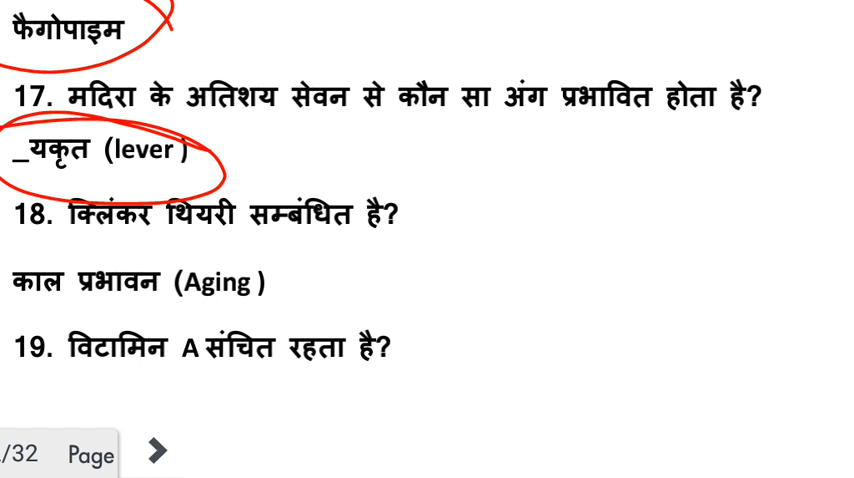 फैगोपाइम
17. मदिरा के अतिशय सेवन से कौन सा अंग प्रभावित होता है?
_यकृत (lever )
18. क्लिंकर थियरी सम्बंधित है?
काल प्रभावन (Aging )
19. विटामिन A संचित रहता है?
/32 Page